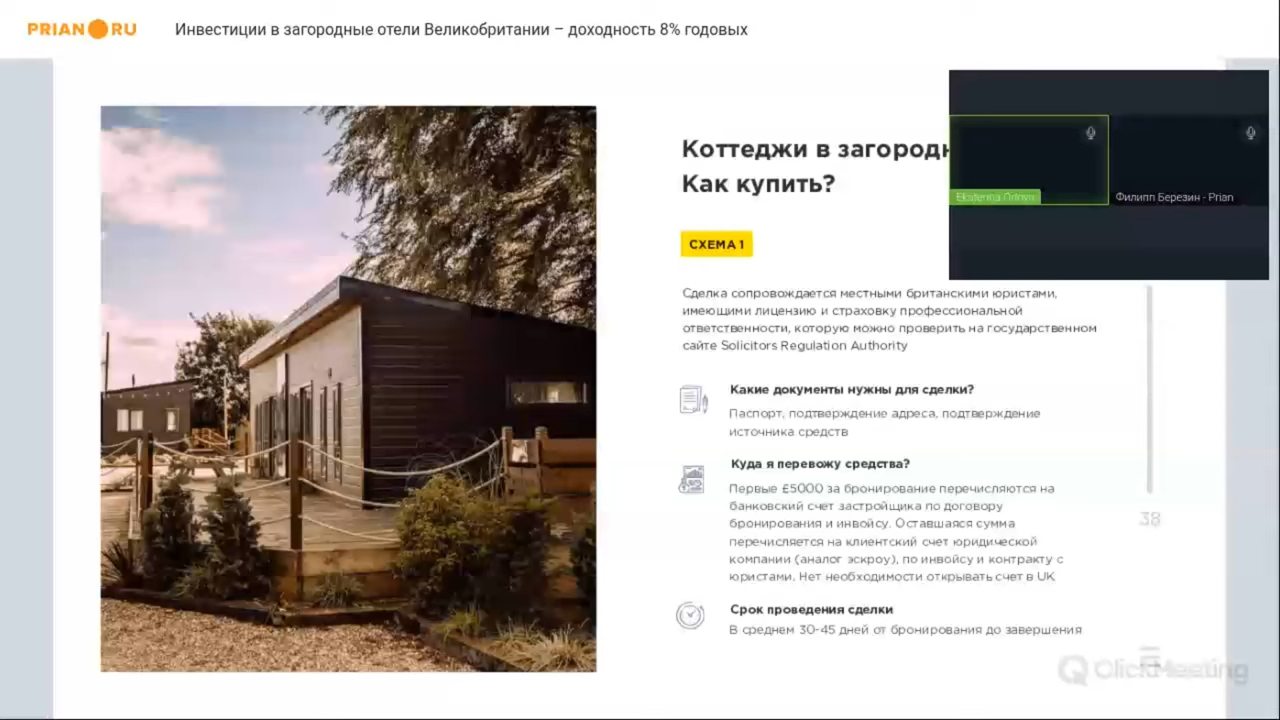 PRIAN RU
Инвестиции в загородные отели Великобритании – доходность 8% годовых
Коттеджи в
Как купить?
Ekaterina Orlova
Филипп Березин - Prian
СХЕМА 1
Сделка сопровождается местными британскими юристами,
имеющими лицензию и страховку профессиональной
ответственности, которую можно проверить на государственном
сайте Solicitors Regulation Authority
Какие документы нужны для сделки?
Паспорт, подтверждение адреса, подтверждение
источника средств
Куда я перевожу средства?
Первые £5000 за бронирование перечисляются на
банковский счет застройщика по договору
бронирования и инвойсу. Оставшаяся сумма
перечисляется на клиентский счет юридической
компании (аналог эскроу), по инвойсу и контракту с
юристами. Нет необходимости открывать счет в UK
38
Срок проведения сделки
В среднем 30-45 дней от бронирования до завершения
ClickMeeting